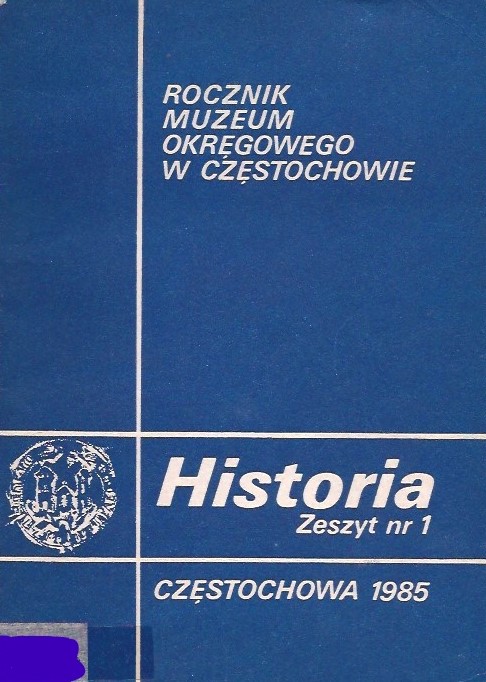 ROCZNIK
MUZEUM
OKRĘGOWEGO
W CZĘSTOCHOWIE
Historia
Zeszyt nr 1
CZĘSTOCHOWA 1985